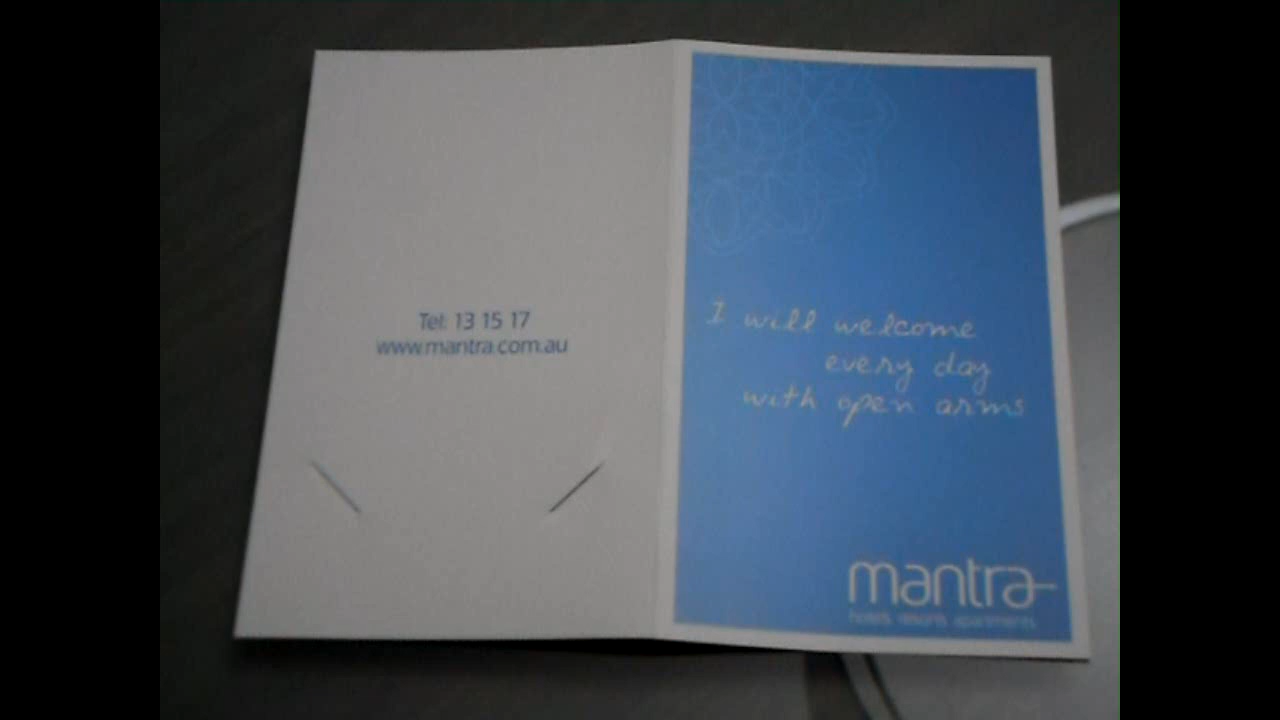 Tel: 13 15 17
www.mantra.com.au
I will welcome
every day
with open arms
mantra
hotels resorts apartments